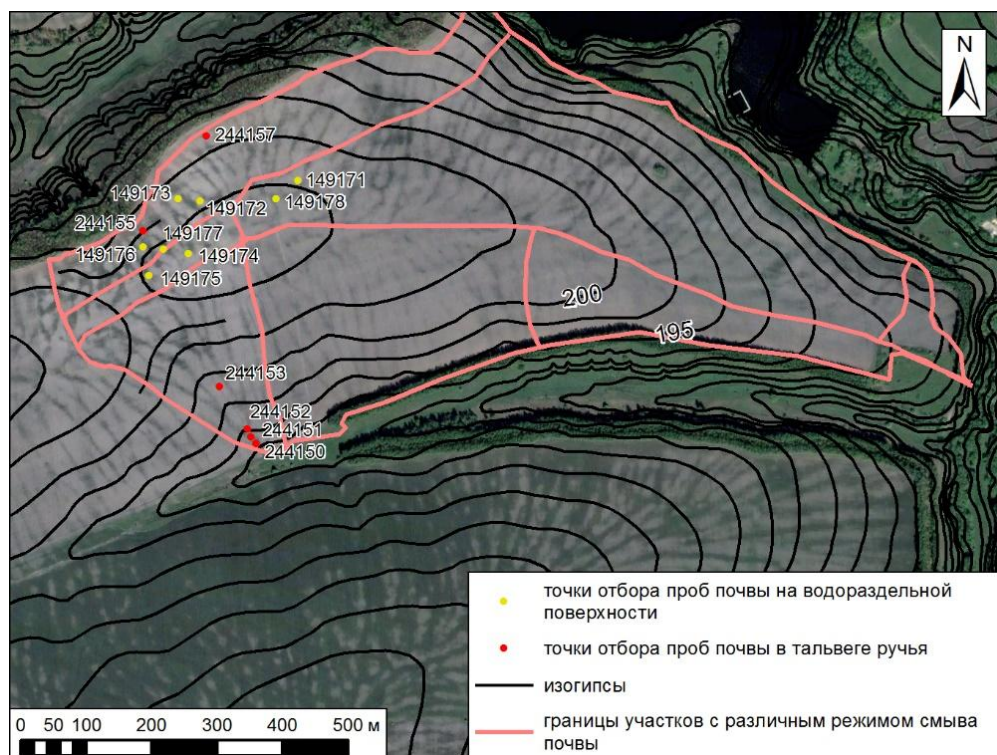 N
244157
149171
149173
149178
149172
244155
149177
149176
149174
149175
200
195
244153
244152
244151
244150
точки отбора проб почвы на водораздельной
поверхности
точки отбора проб почвы в тальвеге ручья
изогипсы
границы участков с различным режимом смыва
почвы
0 50 100 200 300 400 500 м